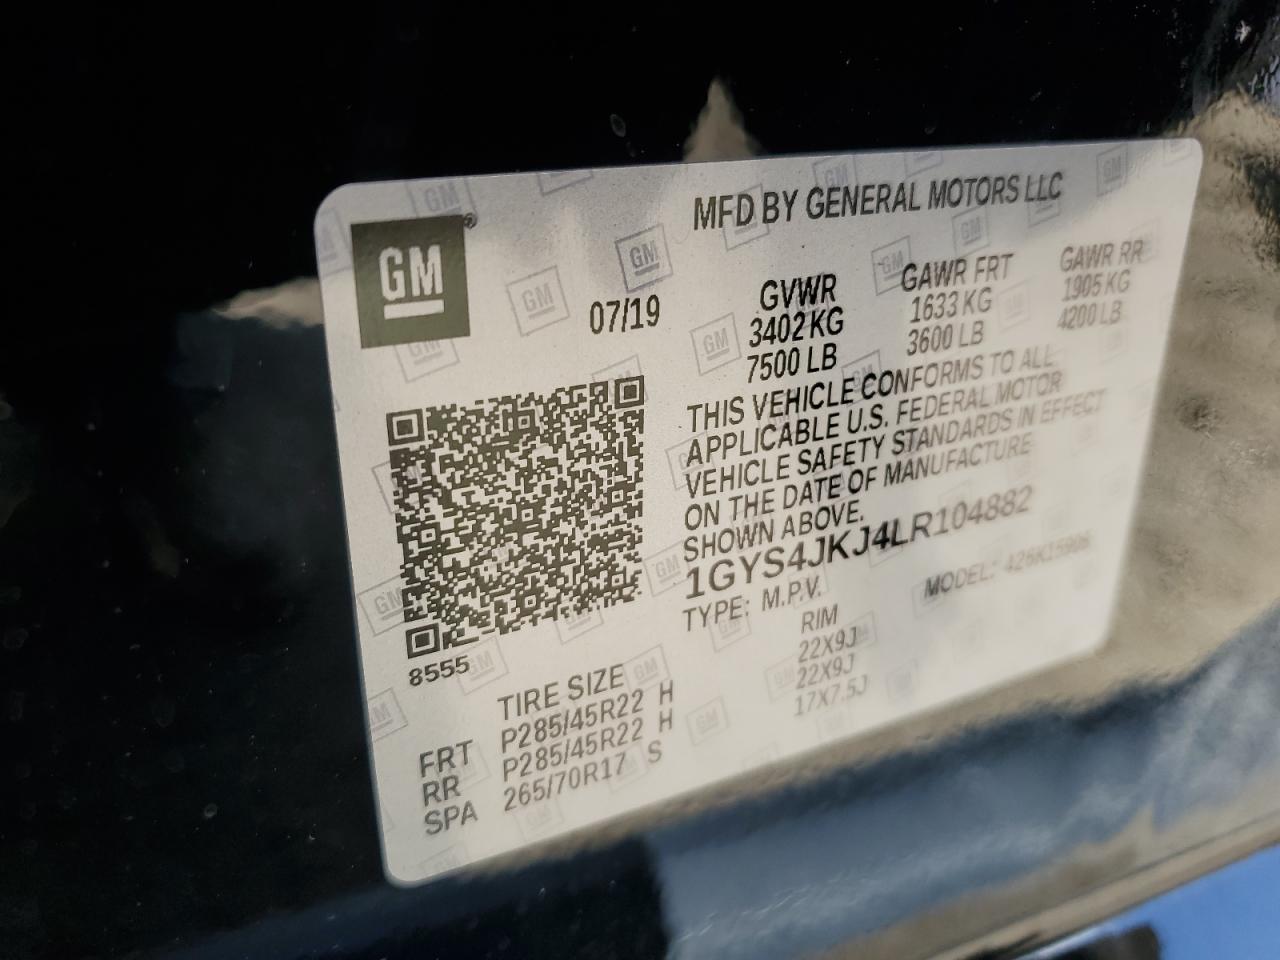 GM
MFD BY GENERAL MOTORS LLC
07/19
GVWR GAWR FRT GAWR RR
3402 KG 1633 KG 1905 KG
7500 LB 3600 LB 4200 LB
THIS VEHICLE CONFORMS TO ALL
APPLICABLE U.S. FEDERAL MOTOR
VEHICLE SAFETY STANDARDS IN EFFECT
ON THE DATE OF MANUFACTURE
SHOWN ABOVE.
1GYS4JKJ4LR104882
TYPE: M.P.V. MODEL:
8555
TIRE SIZE RIM
FRT P285/45R22 H 22X9J
RR P285/45R22 H 22X9J
SPA 265/70R17 S 17X7.5J